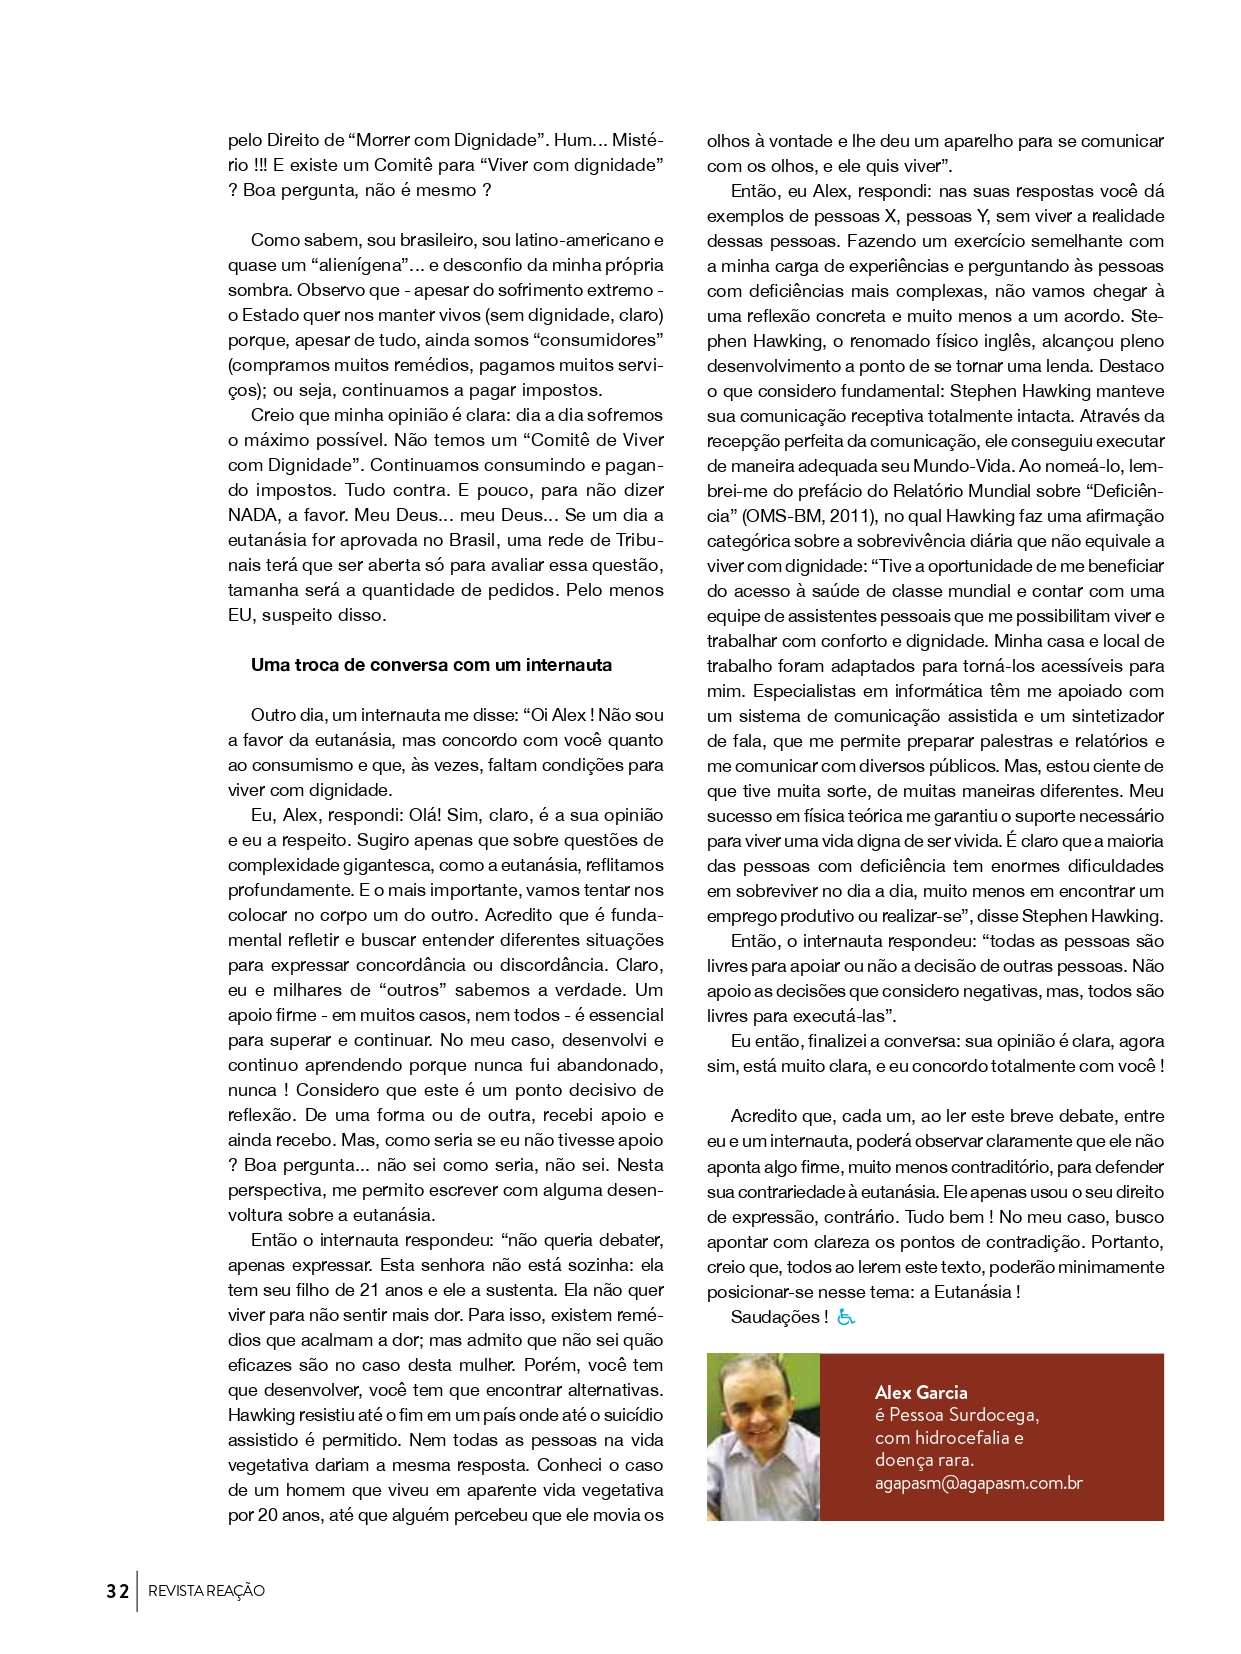 pelo Direito de “Morrer com Dignidade”. Hum... Misté-
rio !!! E existe um Comitê para “Viver com dignidade”
? Boa pergunta, não é mesmo ?
Como sabem, sou brasileiro, sou latino-americano e
quase um “alienígena”... e desconfio da minha própria
sombra. Observo que - apesar do sofrimento extremo -
o Estado quer nos manter vivos (sem dignidade, claro)
porque, apesar de tudo, ainda somos “consumidores”
(compramos muitos remédios, pagamos muitos servi-
ços); ou seja, continuamos a pagar impostos.
Creio que minha opinião é clara: dia a dia sofremos
o máximo possível. Não temos um “Comitê de Viver
com Dignidade”. Continuamos consumindo e pagan-
do impostos. Tudo contra. E pouco, para não dizer
NADA, a favor. Meu Deus... meu Deus... Se um dia a
eutanásia for aprovada no Brasil, uma rede de Tribu-
nais terá que ser aberta só para avaliar essa questão,
tamanha será a quantidade de pedidos. Pelo menos
EU, suspeito disso.
Uma troca de conversa com um internauta
Outro dia, um internauta me disse: “Oi Alex ! Não sou
a favor da eutanásia, mas concordo com você quanto
ao consumismo e que, às vezes, faltam condições para
viver com dignidade.
Eu, Alex, respondi: Olá! Sim, claro, é a sua opinião
e eu a respeito. Sugiro apenas que sobre questões de
complexidade gigantesca, como a eutanásia, reflitamos
profundamente. E o mais importante, vamos tentar nos
colocar no corpo um do outro. Acredito que é funda-
mental refletir e buscar entender diferentes situações
para expressar concordância ou discordância. Claro,
eu e milhares de “outros” sabemos a verdade. Um
apoio firme - em muitos casos, nem todos - é essencial
para superar e continuar. No meu caso, desenvolvi e
continuo aprendendo porque nunca fui abandonado,
nunca ! Considero que este é um ponto decisivo de
reflexão. De uma forma ou de outra, recebi apoio e
ainda recebo. Mas, como seria se eu não tivesse apoio
? Boa pergunta... não sei como seria, não sei. Nesta
perspectiva, me permito escrever com alguma desen-
voltura sobre a eutanásia.
Então o internauta respondeu: “não queria debater,
apenas expressar. Esta senhora não está sozinha: ela
tem seu filho de 21 anos e ele a sustenta. Ela não quer
viver para não sentir mais dor. Para isso, existem remé-
dios que acalmam a dor; mas admito que não sei quão
eficazes são no caso desta mulher. Porém, você tem
que desenvolver, você tem que encontrar alternativas.
Hawking resistiu até o fim em um país onde até o suicídio
assistido é permitido. Nem todas as pessoas na vida
vegetativa dariam a mesma resposta. Conheci o caso
de um homem que viveu em aparente vida vegetativa
por 20 anos, até que alguém percebeu que ele movia os
olhos à vontade e lhe deu um aparelho para se comunicar
com os olhos, e ele quis viver”.
Então, eu Alex, respondi: nas suas respostas você dá
exemplos de pessoas X, pessoas Y, sem viver a realidade
dessas pessoas. Fazendo um exercício semelhante com
a minha carga de experiências e perguntando às pessoas
com deficiências mais complexas, não vamos chegar à
uma reflexão concreta e muito menos a um acordo. Ste-
phen Hawking, o renomado físico inglês, alcançou pleno
desenvolvimento a ponto de se tornar uma lenda. Destaco
o que considero fundamental: Stephen Hawking manteve
sua comunicação receptiva totalmente intacta. Através da
recepção perfeita da comunicação, ele conseguiu executar
de maneira adequada seu Mundo-Vida. Ao nomeá-lo, lem-
brei-me do prefácio do Relatório Mundial sobre “Deficiên-
cia” (OMS-BM, 2011), no qual Hawking faz uma afirmação
categórica sobre a sobrevivência diária que não equivale a
viver com dignidade: “Tive a oportunidade de me beneficiar
do acesso à saúde de classe mundial e contar com uma
equipe de assistentes pessoais que me possibilitam viver e
trabalhar com conforto e dignidade. Minha casa e local de
trabalho foram adaptados para torná-los acessíveis para
mim. Especialistas em informática têm me apoiado com
um sistema de comunicação assistida e um sintetizador
de fala, que me permite preparar palestras e relatórios e
me comunicar com diversos públicos. Mas, estou ciente de
que tive muita sorte, de muitas maneiras diferentes. Meu
sucesso em física teórica me garantiu o suporte necessário
para viver uma vida digna de ser vivida. É claro que a maioria
das pessoas com deficiência tem enormes dificuldades
em sobreviver no dia a dia, muito menos em encontrar um
emprego produtivo ou realizar-se”, disse Stephen Hawking.
Então, o internauta respondeu: “todas as pessoas são
livres para apoiar ou não a decisão de outras pessoas. Não
apoio as decisões que considero negativas, mas, todos são
livres para executá-las”.
Eu então, finalizei a conversa: sua opinião é clara, agora
sim, está muito clara, e eu concordo totalmente com você !
Acredito que, cada um, ao ler este breve debate, entre
eu e um internauta, poderá observar claramente que ele não
aponta algo firme, muito menos contraditório, para defender
sua contrariedade à eutanásia. Ele apenas usou o seu direito
de expressão, contrário. Tudo bem ! No meu caso, busco
apontar com clareza os pontos de contradição. Portanto,
creio que, todos ao lerem este texto, poderão minimamente
posicionar-se nesse tema: a Eutanásia !
Saudações !
Alex Garcia
é Pessoa Surdocega,
com hidrocefalia e
doença rara.
agapasm@agapasm.com.br
32 REVISTA REAÇÃO